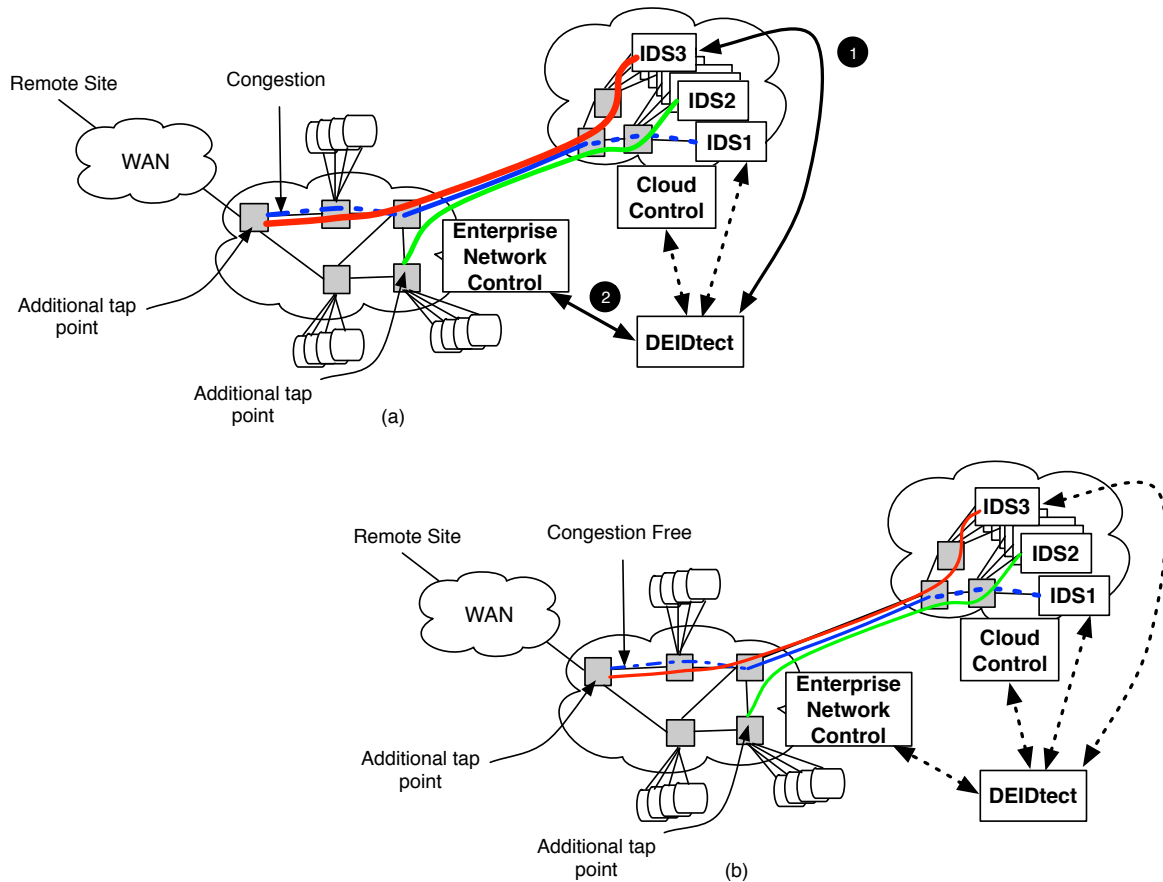 IDS3
1
Congestion
Remote Site
IDS2
IDS1
WAN
Cloud
Control
Enterprise
Network
Control
2
Additional tap
point
DEIDtect
Additional tap
point
(a)
IDS3
Remote Site
Congestion Free
IDS2
IDS1
WAN
Cloud
Control
Enterprise
Network
Control
Additional tap
point
DEIDtect
Additional tap
point
(b)